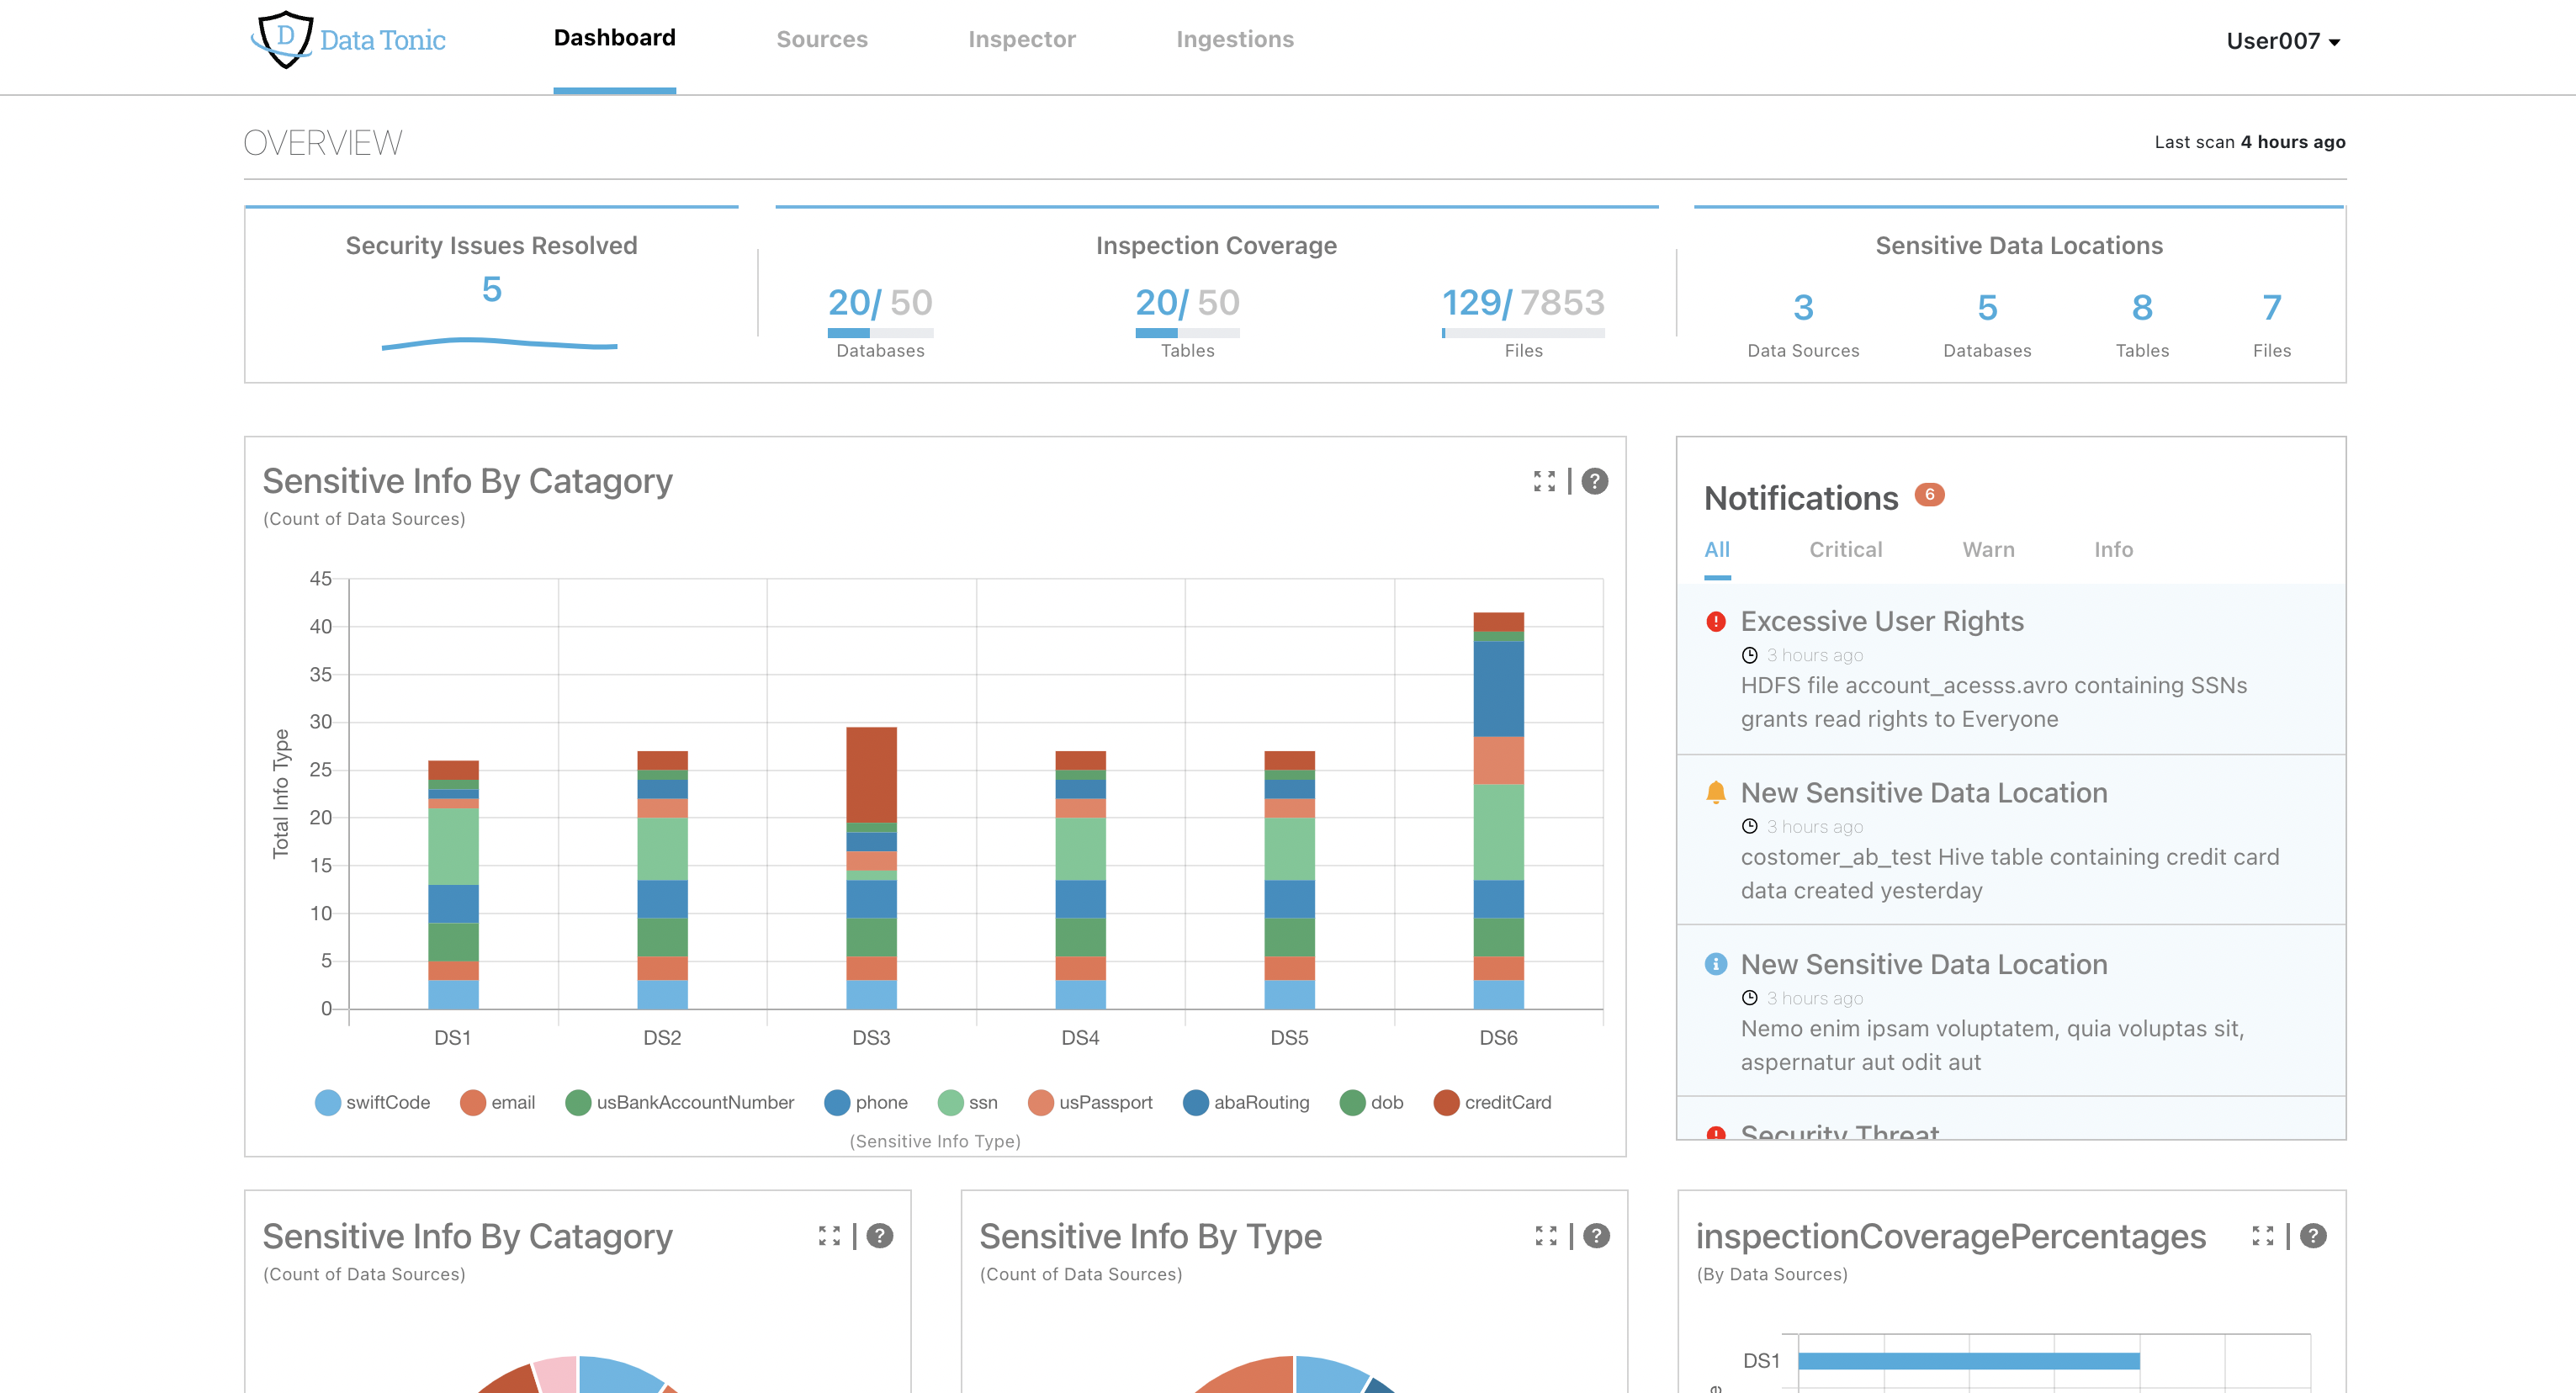 D Data Tonic
Dashboard
Sources
Inspector
Ingestions
User007
OVERVIEW
Last scan 4 hours ago
Security Issues Resolved
5
Inspection Coverage
20/ 50
Databases
20/ 50
Tables
129/ 7853
Files
Sensitive Data Locations
3
Data Sources
5
Databases
8
Tables
7
Files
Sensitive Info By Catagory
(Count of Data Sources)
?
Total Info Type
45
40
35
30
25
20
15
10
5
0
DS1 DS2 DS3 DS4 DS5 DS6
swiftCode email usBankAccountNumber phone ssn usPassport abaRouting dob creditCard
(Sensitive Info Type)
Notifications 6
All Critical Warn Info
Excessive User Rights
3 hours ago
HDFS file account_acesss.avro containing SSNs
grants read rights to Everyone
New Sensitive Data Location
3 hours ago
costomer_ab_test Hive table containing credit card
data created yesterday
New Sensitive Data Location
3 hours ago
Nemo enim ipsam voluptatem, quia voluptas sit,
aspernatur aut odit aut
Security Threat
Sensitive Info By Catagory
(Count of Data Sources)
?
Sensitive Info By Type
(Count of Data Sources)
?
inspectionCoveragePercentages
(By Data Sources)
?
DS1